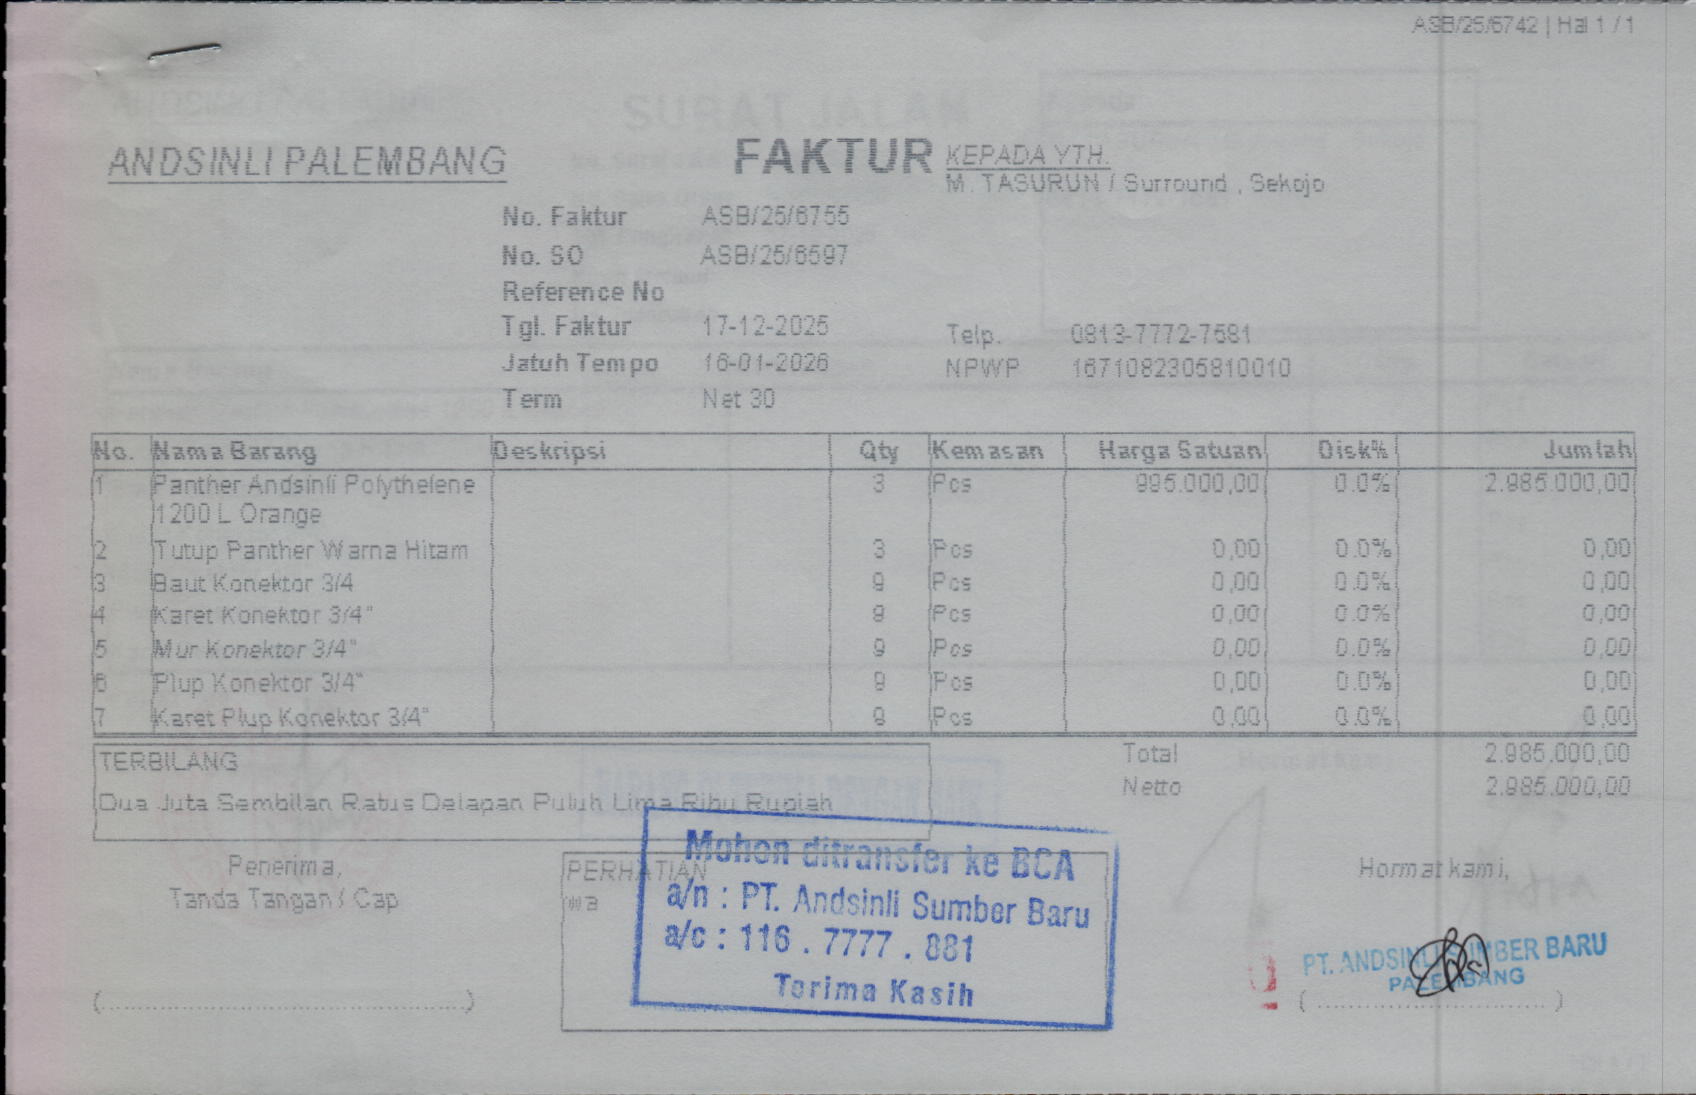 ASB/25/6742 | Hal 1 / 1
ANDSINLI PALEMBANG
FAKTUR
KEPADA YTH.
M. TASURUN / Surround , Sekojo
No. Faktur ASB/25/6755
No. SO ASB/25/6597
Reference No
Tgl. Faktur 17-12-2025
Jatuh Tempo 16-01-2026
Term Net 30
Telp. 0813-7772-7581
NPWP 1671082305810010
No. Nama Barang Deskripsi Qty Kemasan Harga Satuan Disk% Jumlah
1 Panther Andsinli Polythelene 3 Pcs 995.000,00 0.0% 2.985.000,00
1200 L Orange
2 Tutup Panther Warna Hitam 3 Pcs 0,00 0.0% 0,00
3 Baut Konektor 3/4 9 Pcs 0,00 0.0% 0,00
4 Karet Konektor 3/4" 9 Pcs 0,00 0.0% 0,00
5 Mur Konektor 3/4" 9 Pcs 0,00 0.0% 0,00
6 Plup Konektor 3/4" 9 Pcs 0,00 0.0% 0,00
7 Karet Plup Konektor 3/4" 9 Pcs 0,00 0.0% 0,00
TERBILANG
Dua Juta Sembilan Ratus Delapan Puluh Lima Ribu Rupiah
Total 2.985.000,00
Netto 2.985.000,00
Penerima,
Tanda Tangan / Cap
PERHATIAN
Mohon ditransfer ke BCA
a/n : PT. Andsinli Sumber Baru
a/c : 116 . 7777 . 881
Terima Kasih
Hormat kami,
PT. ANDSINLI SUMBER BARU
PALEMBANG
SURAT JALAN